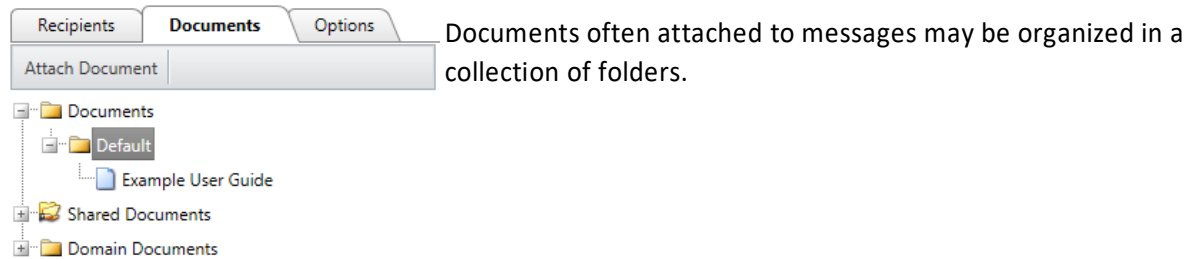 Recipients Documents Options
Attach Document
Documents
Default
Example User Guide
Shared Documents
Domain Documents
Documents often attached to messages may be organized in a
collection of folders.